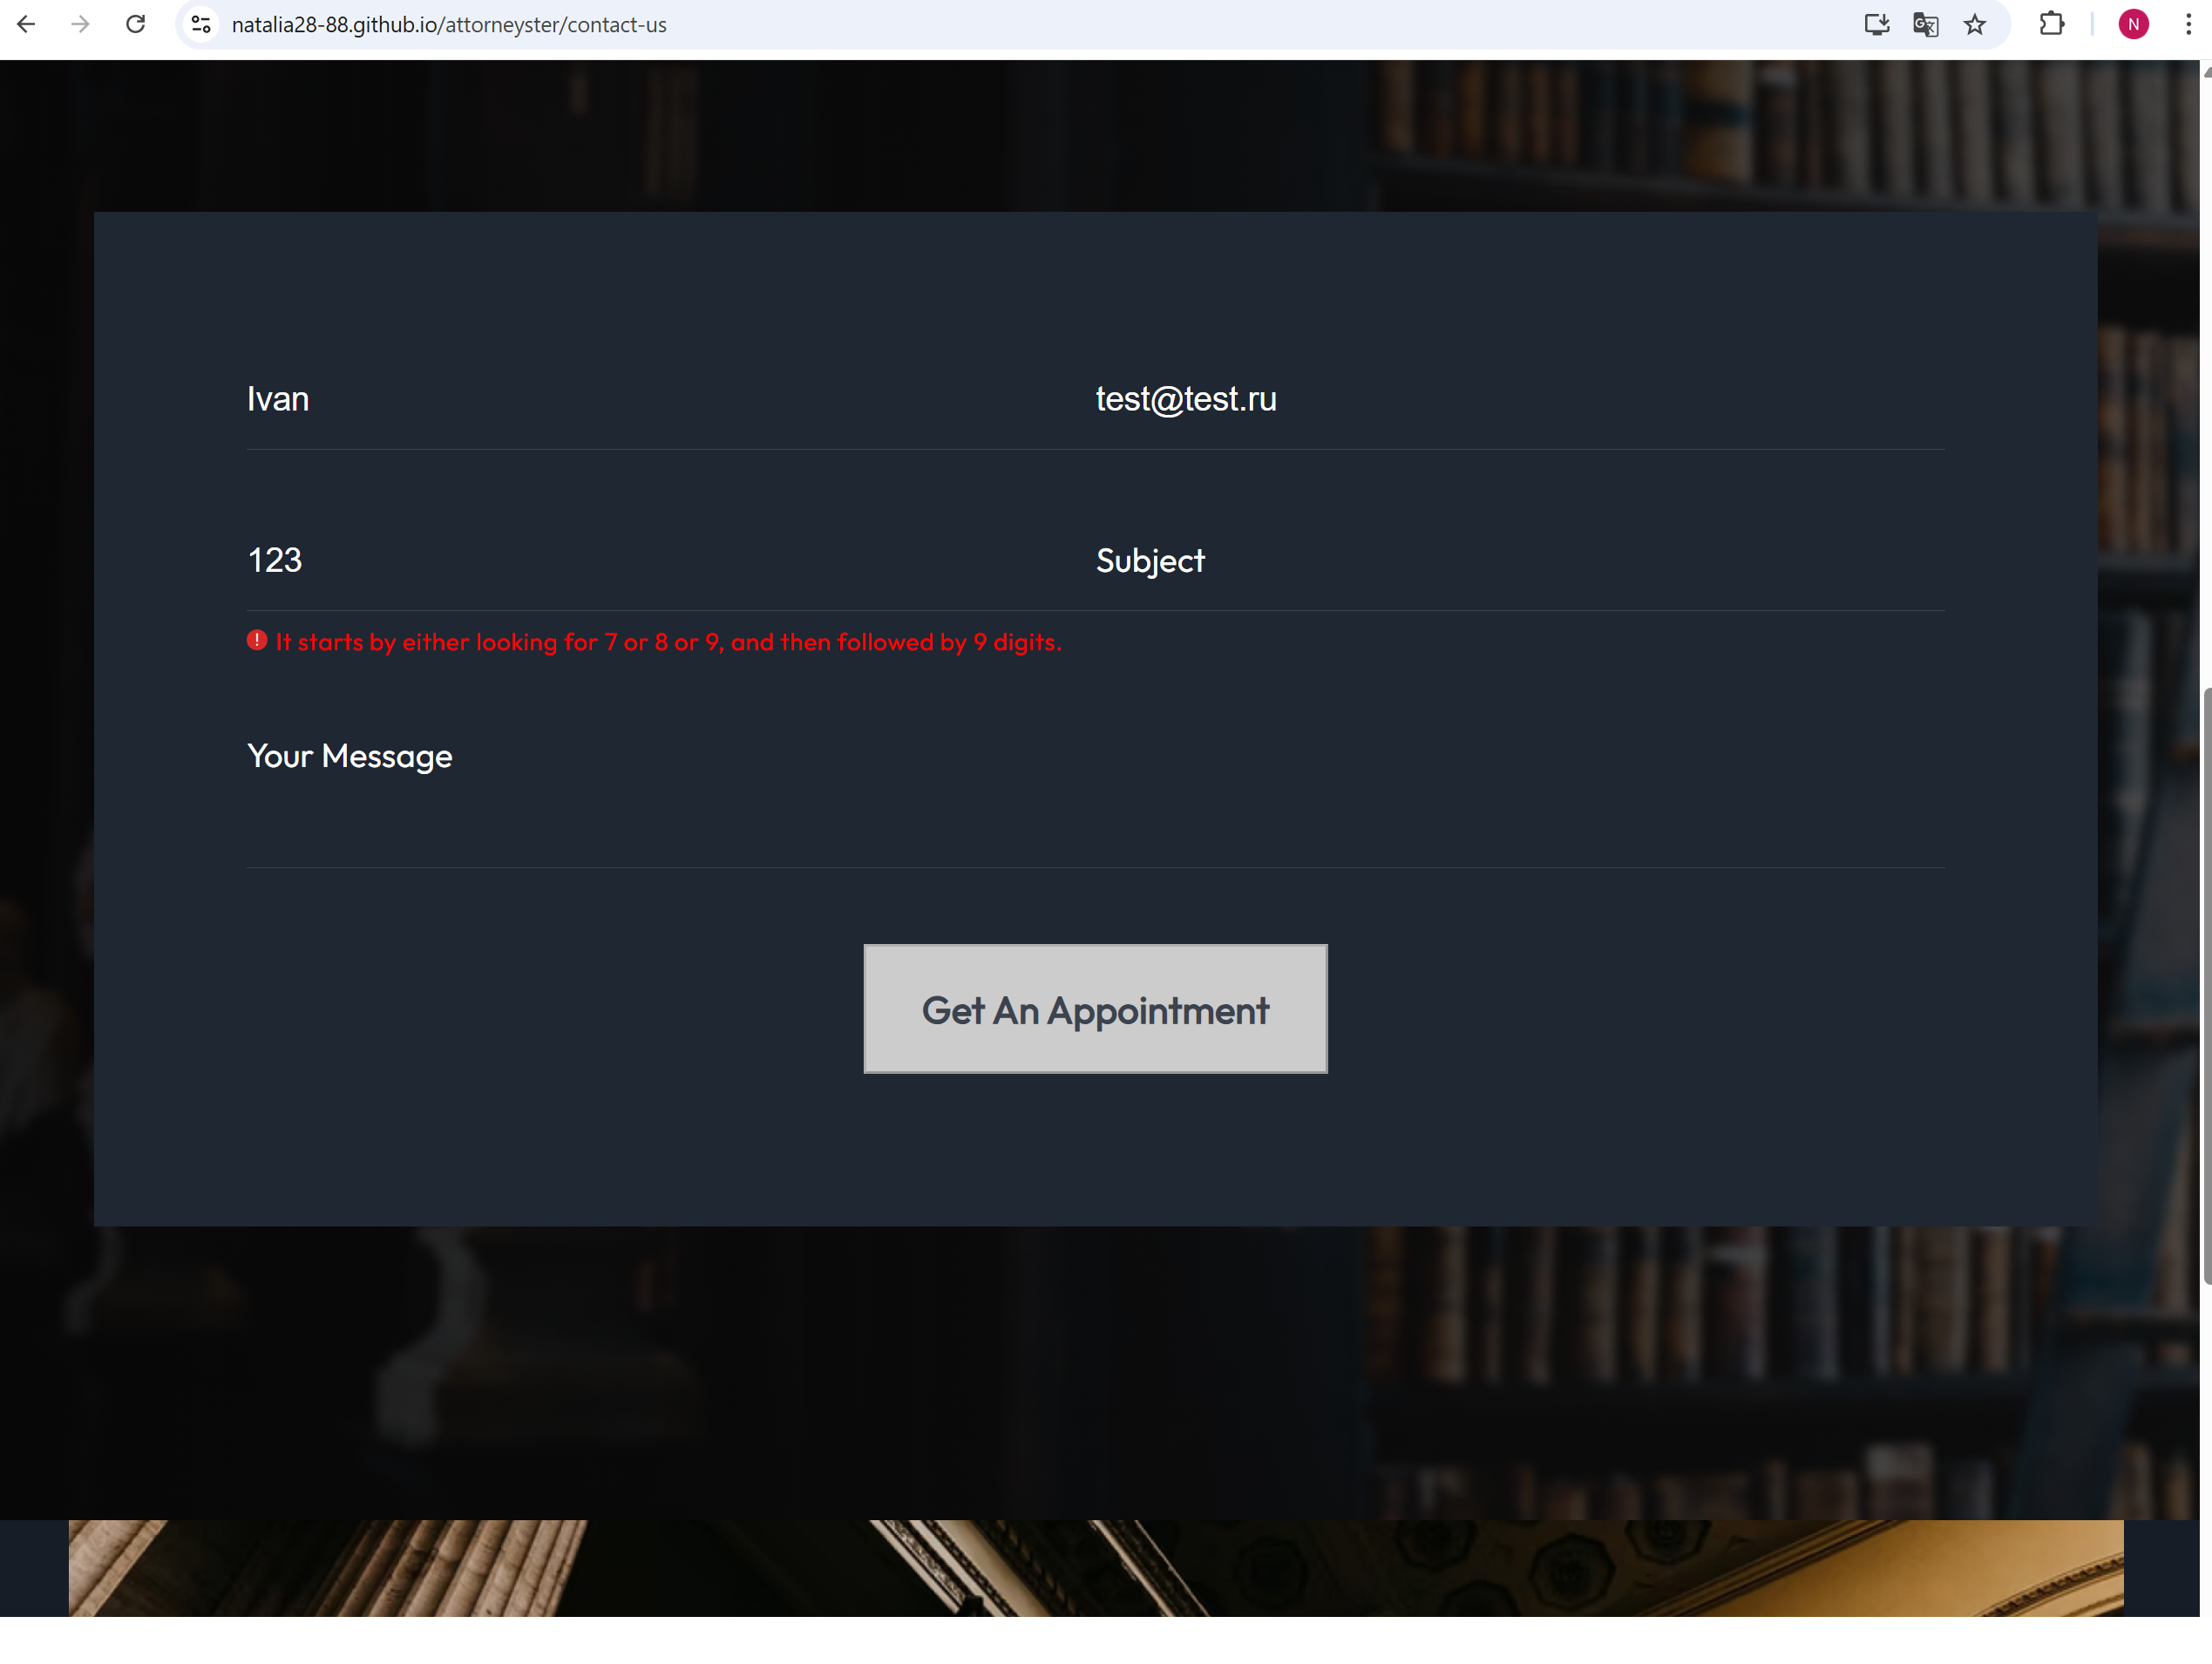 natalia28-88.github.io/attorneyster/contact-us
N
Ivan
test@test.ru
123
Subject
It starts by either looking for 7 or 8 or 9, and then followed by 9 digits.
Your Message
Get An Appointment